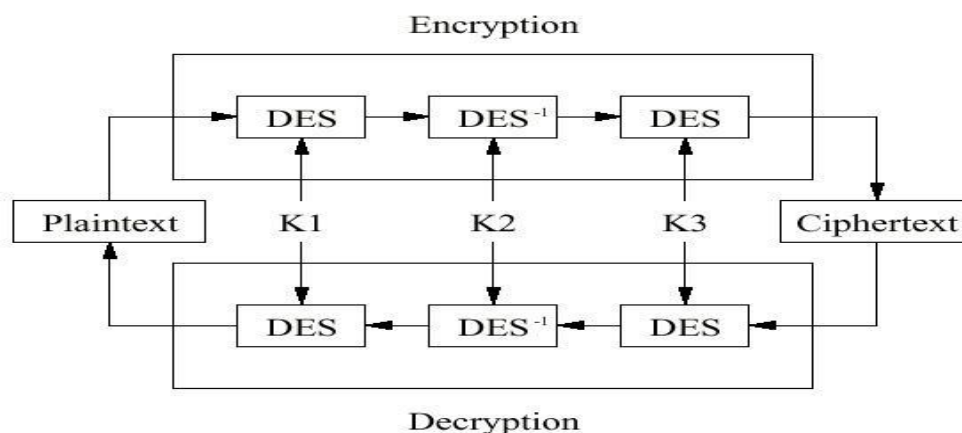 Encryption
DES DES⁻¹ DES
Plaintext K1 K2 K3 Ciphertext
DES DES⁻¹ DES
Decryption